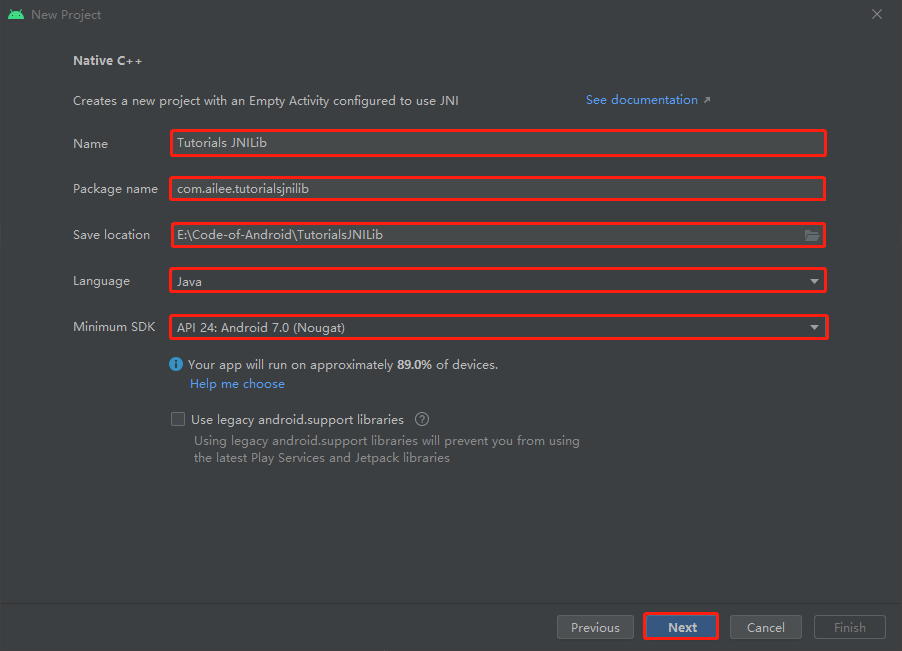 New Project
Native C++
Creates a new project with an Empty Activity configured to use JNI See documentation ↗
Name Tutorials JNILib
Package name com.ailee.tutorialsjnilib
Save location E:\Code-of-Android\TutorialsJNILib
Language Java
Minimum SDK API 24: Android 7.0 (Nougat)
Your app will run on approximately 89.0% of devices.
Help me choose
Use legacy android.support libraries ?
Using legacy android.support libraries will prevent you from using
the latest Play Services and Jetpack libraries
Previous Next Cancel Finish